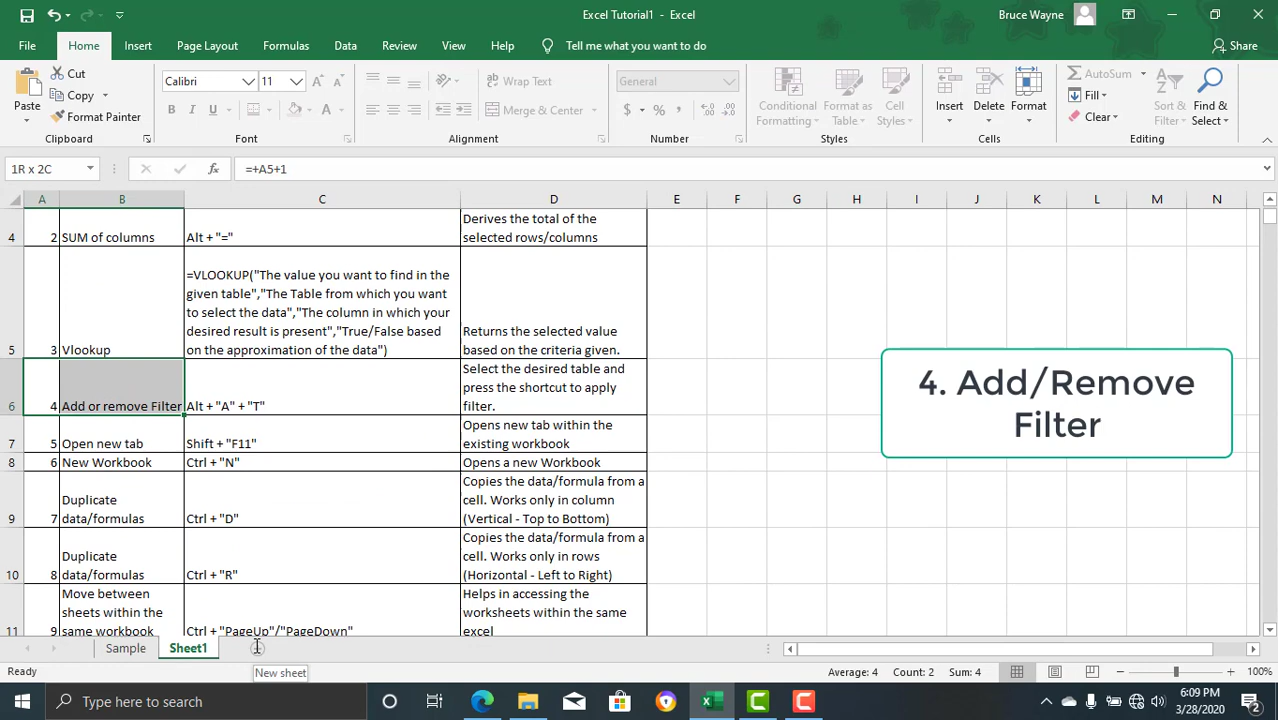 Excel Tutorial1 - Excel
Bruce Wayne
File Home Insert Page Layout Formulas Data Review View Help Tell me what you want to do Share
Cut
Calibri 11 Wrap Text General AutoSum
Paste Copy Conditional Formatting Format as Table Cell Styles Insert Delete Format Fill Sort & Filter Find & Select
Format Painter Merge & Center $ % , Clear
Clipboard Font Alignment Number Styles Cells Editing
1R x 2C fx =+A5+1
A B C D E F G H I J K L M N
Derives the total of the
4 2 SUM of columns Alt + "=" selected rows/columns
=VLOOKUP("The value you want to find in the
given table","The Table from which you want
to select the data","The column in which your
desired result is present","True/False based Returns the selected value
5 3 Vlookup on the approximation of the data") based on the criteria given.
Select the desired table and
press the shortcut to apply
6 4 Add or remove Filter Alt + "A" + "T" filter.
4. Add/Remove
Filter
Opens new tab within the
7 5 Open new tab Shift + "F11" existing workbook
8 6 New Workbook Ctrl + "N" Opens a new Workbook
Copies the data/formula from a
Duplicate cell. Works only in column
9 7 data/formulas Ctrl + "D" (Vertical - Top to Bottom)
Copies the data/formula from a
Duplicate cell. Works only in rows
10 8 data/formulas Ctrl + "R" (Horizontal - Left to Right)
Move between Helps in accessing the
sheets within the worksheets within the same
11 9 same workbook Ctrl + "PageUp"/"PageDown" excel
Sample Sheet1
New sheet
Ready Average: 4 Count: 2 Sum: 4 100%
Type here to search
6:09 PM
3/28/2020
2